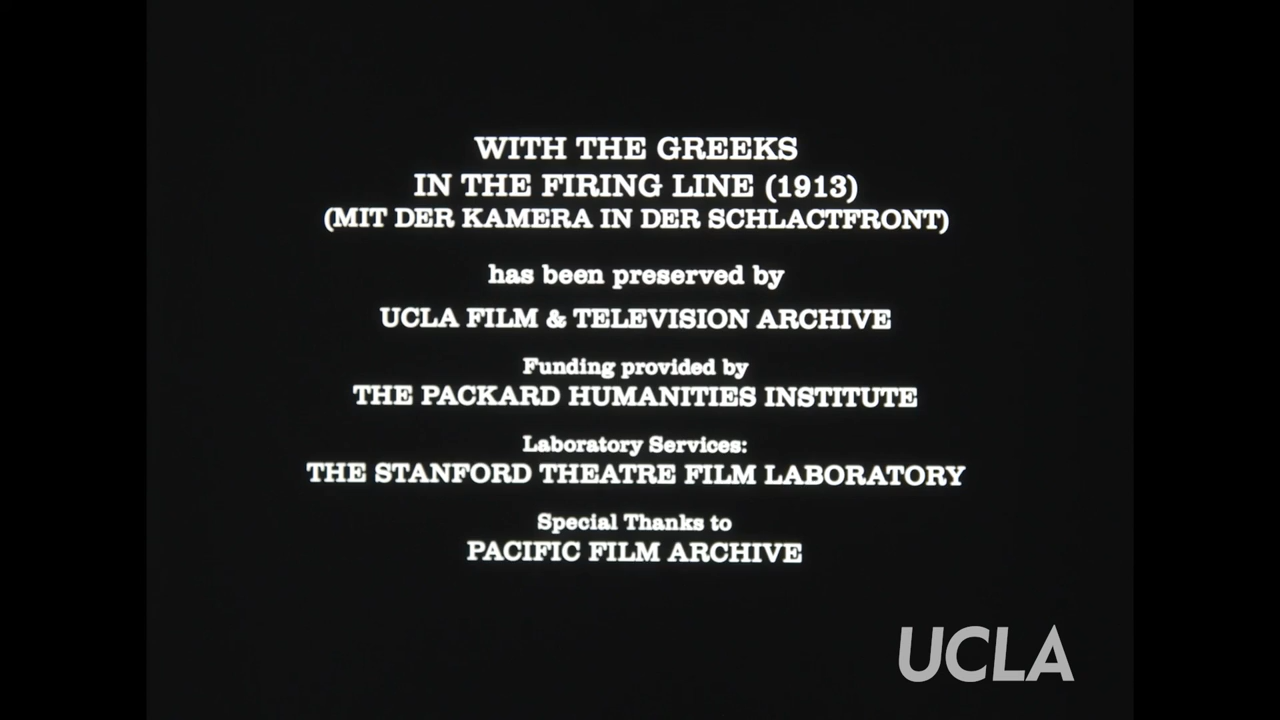 WITH THE GREEKS
IN THE FIRING LINE (1913)
(MIT DER KAMERA IN DER SCHLACTFRONT)
has been preserved by
UCLA FILM & TELEVISION ARCHIVE
Funding provided by
THE PACKARD HUMANITIES INSTITUTE
Laboratory Services:
THE STANFORD THEATRE FILM LABORATORY
Special Thanks to
PACIFIC FILM ARCHIVE
UCLA